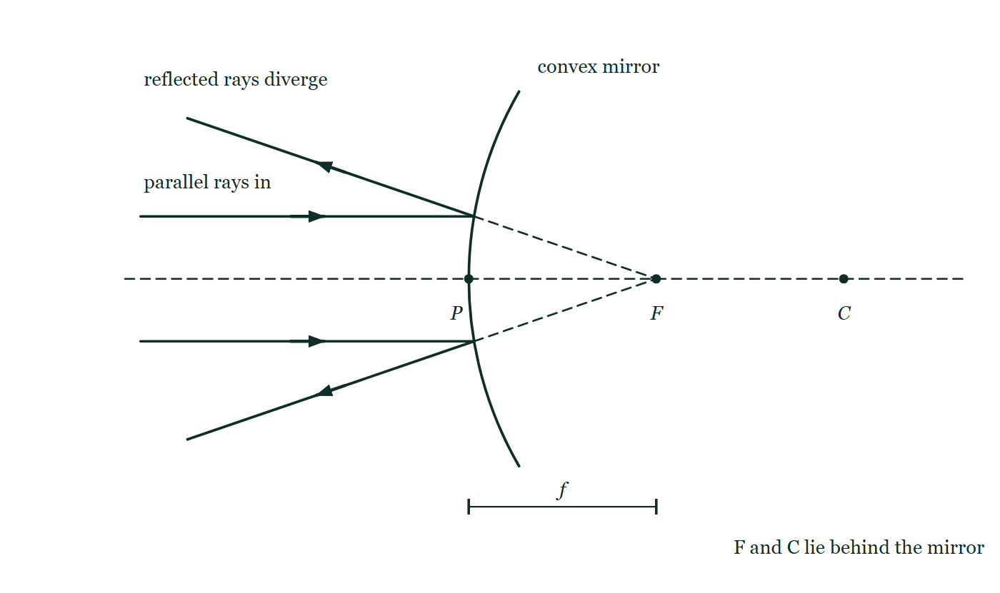 convex mirror
reflected rays diverge
parallel rays in
P
F
C
f
F and C lie behind the mirror